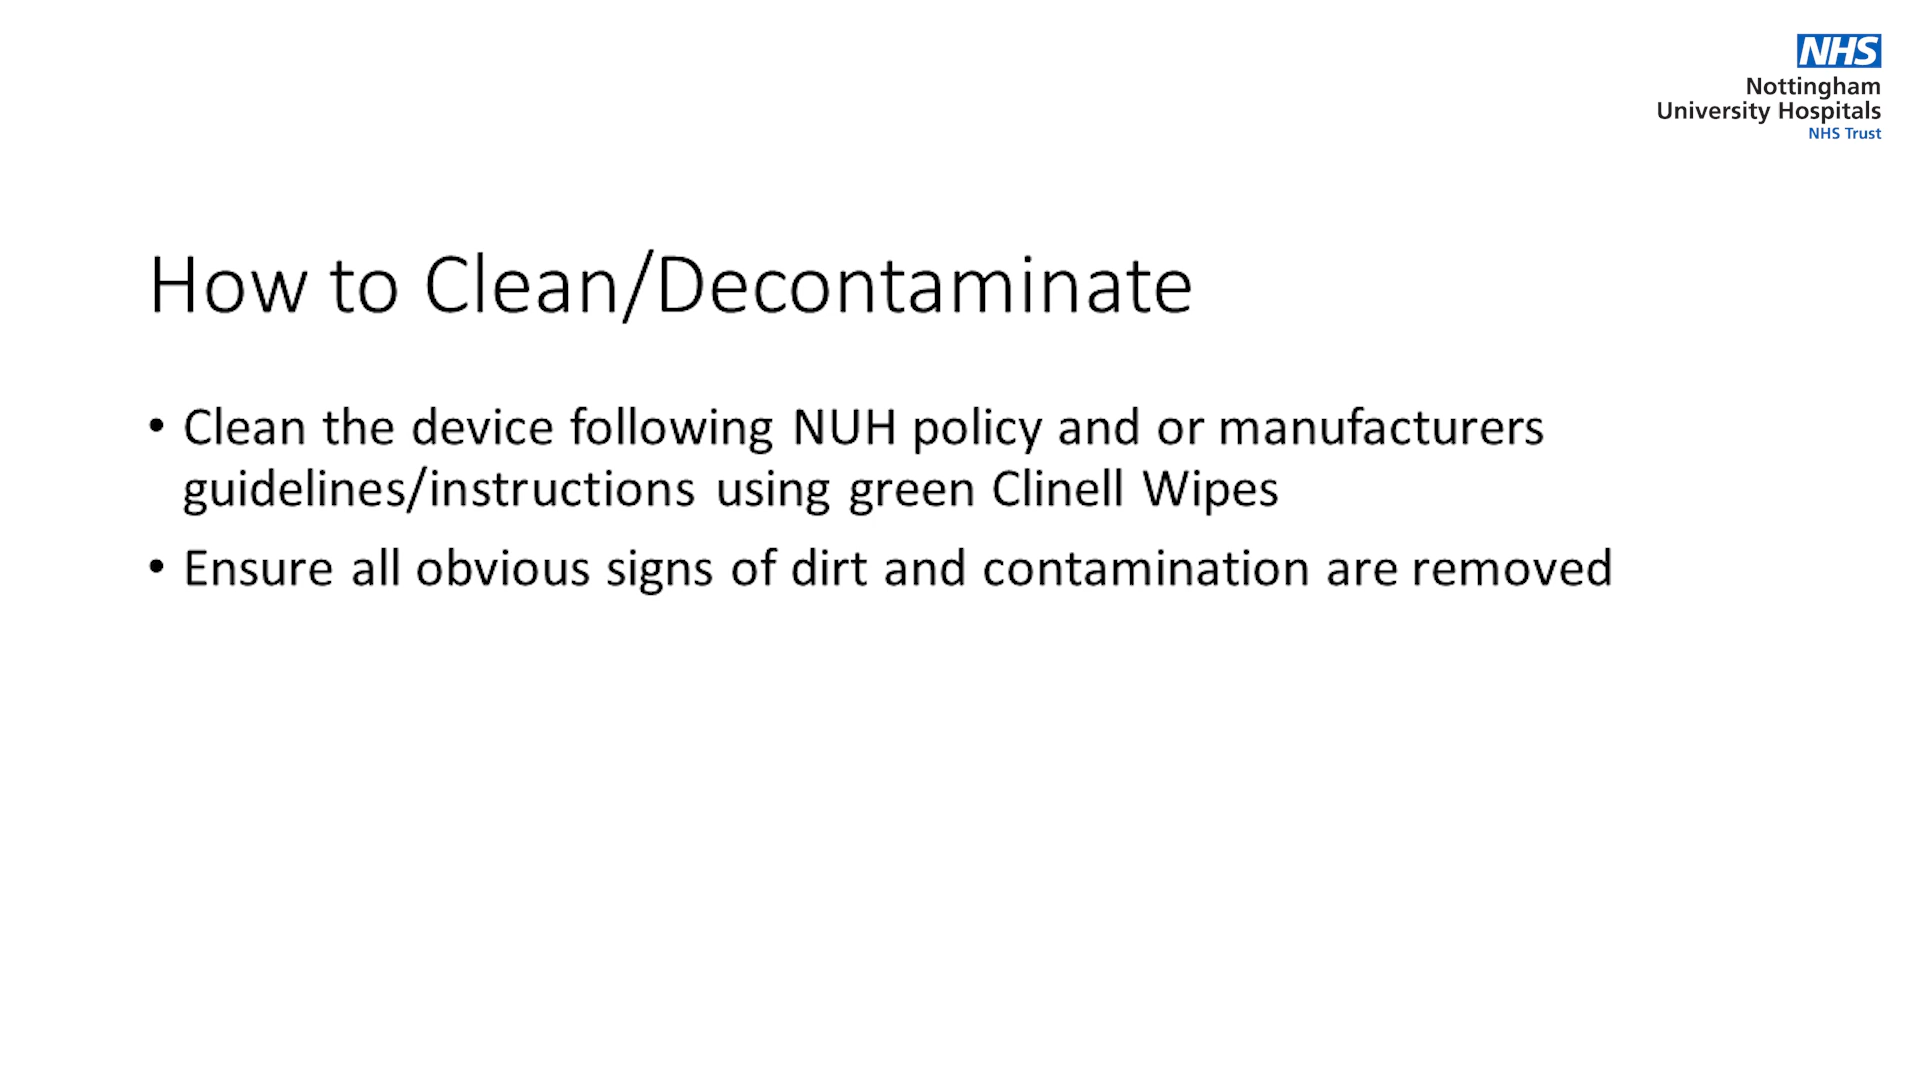 NHS
Nottingham
University Hospitals
NHS Trust
How to Clean/Decontaminate
• Clean the device following NUH policy and or manufacturers
guidelines/instructions using green Clinell Wipes
• Ensure all obvious signs of dirt and contamination are removed